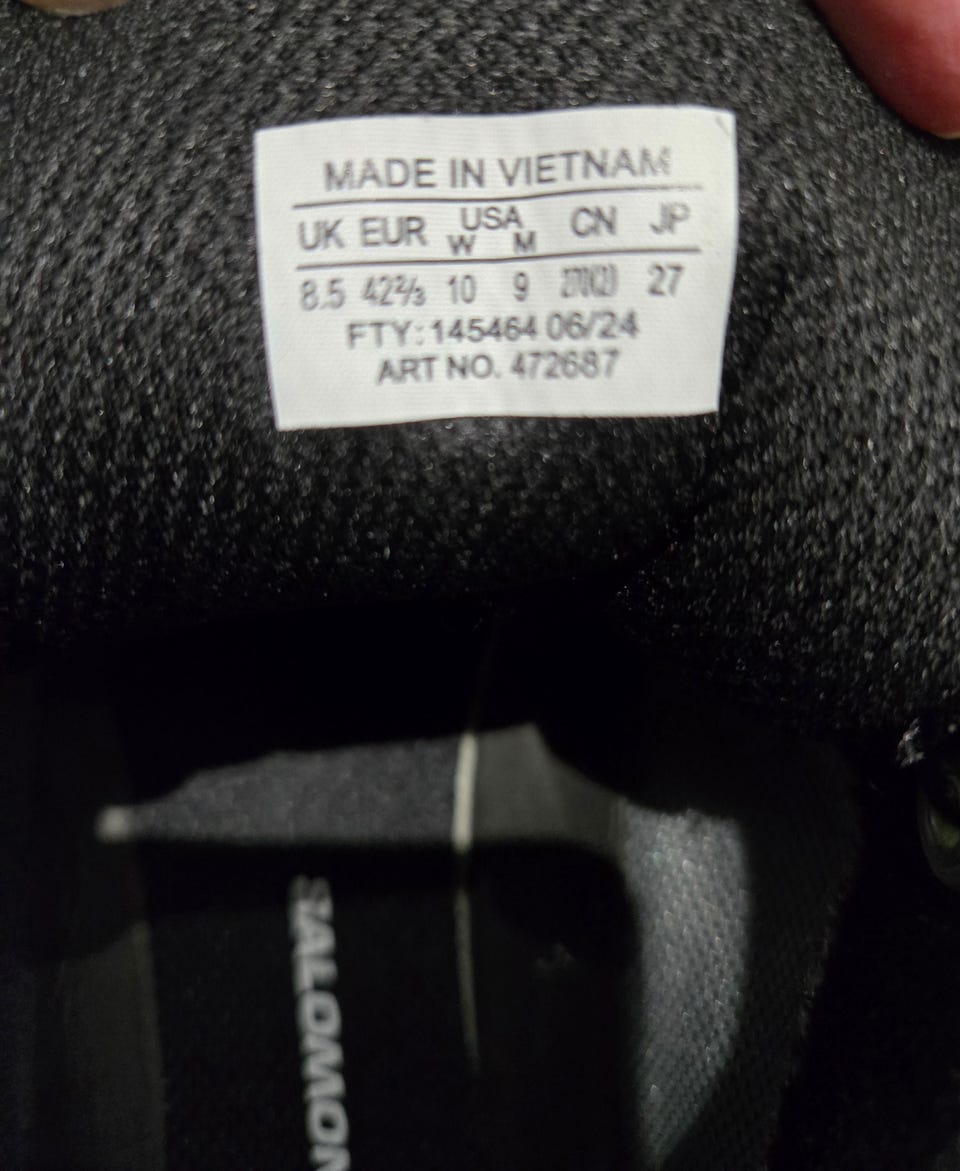 MADE IN VIETNAM
UK EUR USA CN JP
W M
8.5 42⅔ 10 9 27
FTY: 145464 06/24
ART NO. 472687
SALOMON